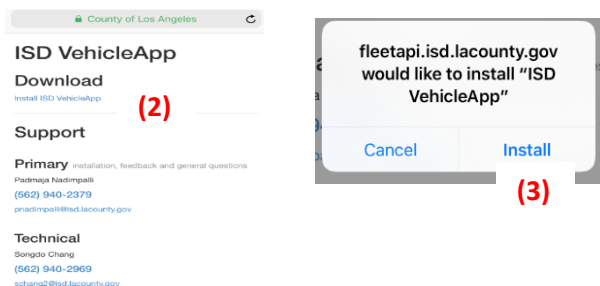 County of Los Angeles
ISD VehicleApp
Download
Install ISD VehicleApp
(2)
Support
Primary installation, feedback and general questions
Padmaja Nadimpalli
(562) 940-2379
pnadimpalli@isd.lacounty.gov
Technical
Songdo Chang
(562) 940-2969
schang2@isd.lacounty.gov
fleetapi.isd.lacounty.gov
would like to install “ISD
VehicleApp”
Cancel Install
(3)